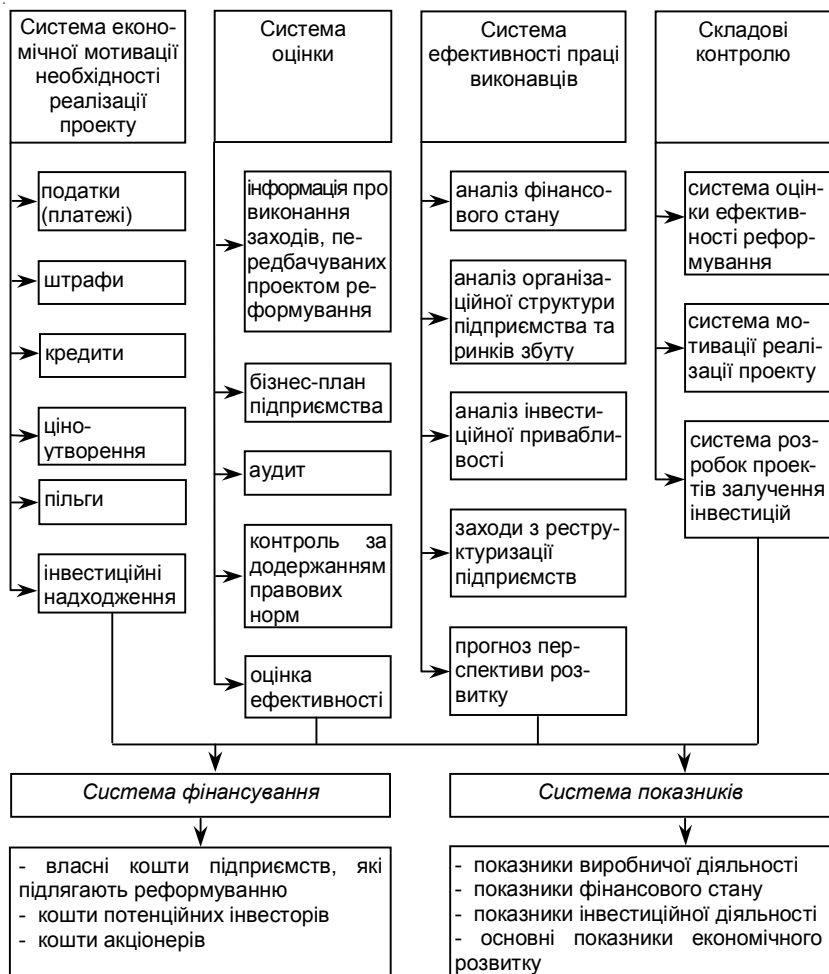 Система еконо-
мічної мотивації
необхідності
реалізації
проекту
податки
(платежі)
штрафи
кредити
ціно-
утворення
пільги
інвестиційні
надходження
Система
оцінки
інформація про
виконання
заходів, пе-
редбачуваних
проектом ре-
формування
бізнес-план
підприємства
аудит
контроль за
додержанням
правових
норм
оцінка
ефективності
Система
ефективності праці
виконавців
аналіз фінан-
сового стану
аналіз організа-
ційної структури
підприємства та
ринків збуту
аналіз інвести-
ційної привабли-
вості
заходи з рестру-
ктуризації
підприємств
прогноз пер-
спективи роз-
витку
Складові
контролю
система оцін-
ки ефектив-
ності рефор-
мування
система мо-
тивації реалі-
зації проекту
система роз-
робок проек-
тів залучення
інвестицій
Система фінансування
- власні кошти підприємств, які
підлягають реформуванню
- кошти потенційних інвесторів
- кошти акціонерів
Система показників
- показники виробничої діяльності
- показники фінансового стану
- показники інвестиційної діяльності
- основні показники економічного
розвитку